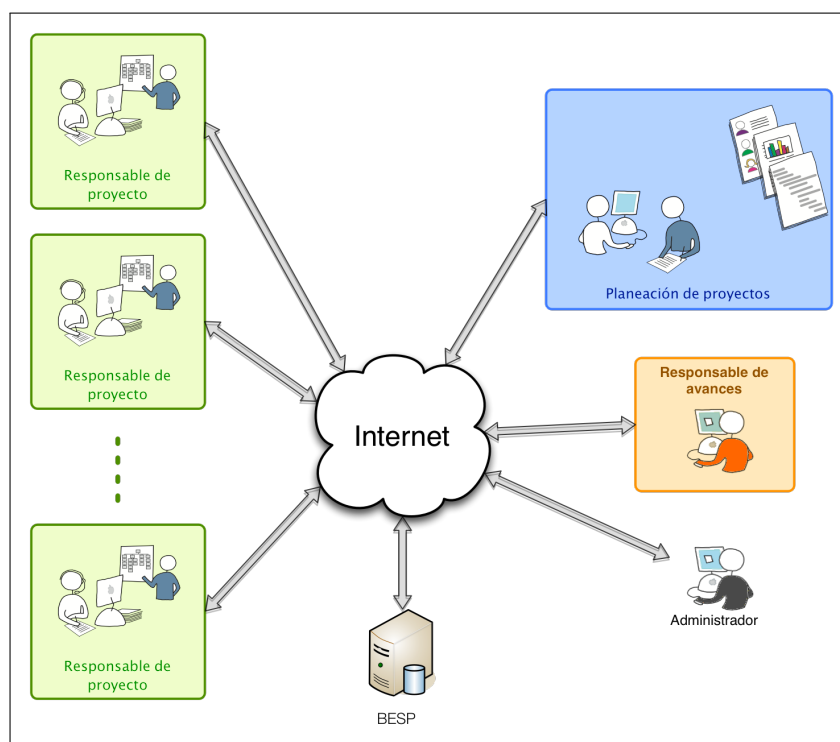 Responsable de
proyecto
Responsable de
proyecto
Responsable de
proyecto
Internet
Planeación de proyectos
Responsable de
avances
Administrador
BESP